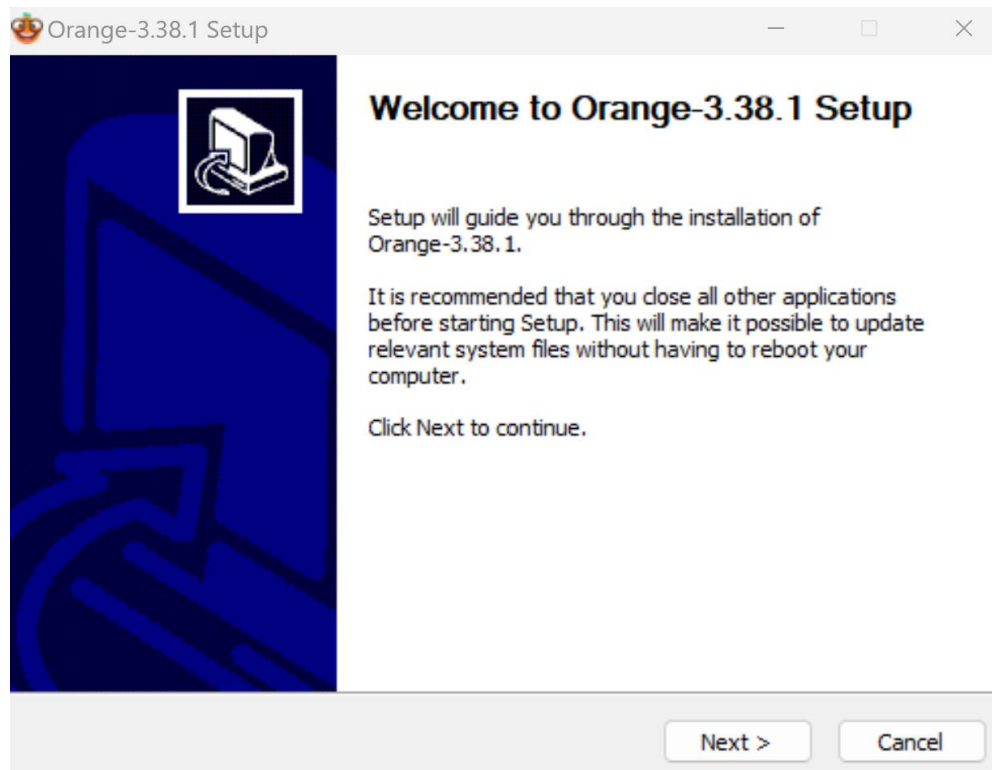 Orange-3.38.1 Setup
Welcome to Orange-3.38.1 Setup
Setup will guide you through the installation of
Orange-3.38.1.
It is recommended that you close all other applications
before starting Setup. This will make it possible to update
relevant system files without having to reboot your
computer.
Click Next to continue.
Next >
Cancel